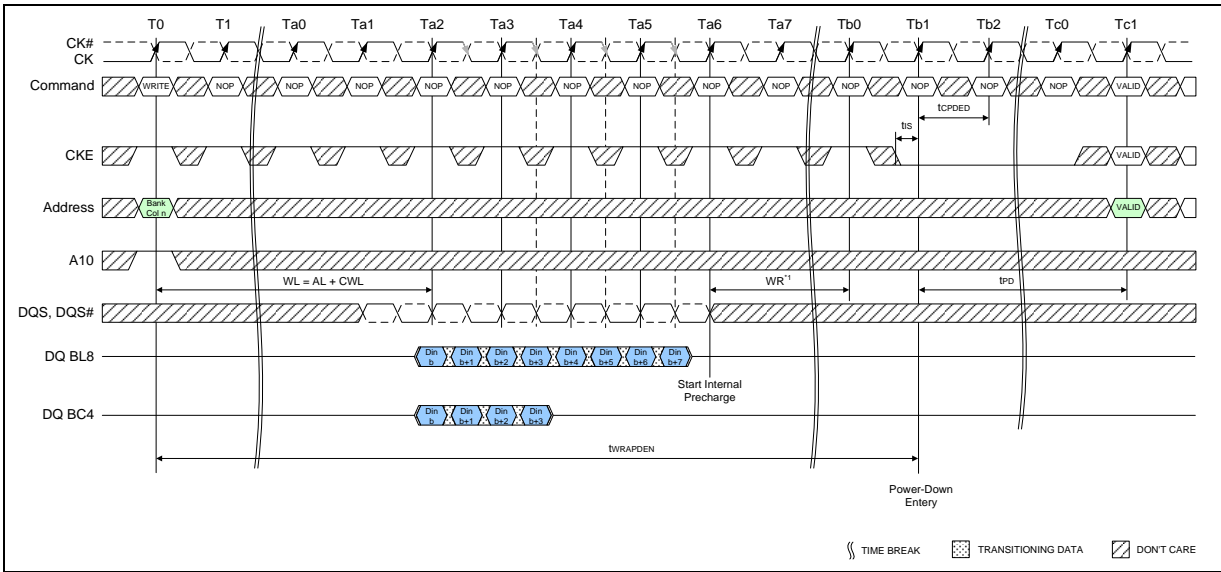 T0 T1 Ta0 Ta1 Ta2 Ta3 Ta4 Ta5 Ta6 Ta7 Tb0 Tb1 Tb2 Tc0 Tc1
CK#
CK
Command WRITE NOP NOP NOP NOP NOP NOP NOP NOP NOP NOP NOP NOP NOP VALID
tCPDED
tIS
CKE VALID
Address Bank Col n VALID
A10
WL = AL + CWL WR*1 tPD
DQS, DQS#
DQ BL8 Din b Din b+1 Din b+2 Din b+3 Din b+4 Din b+5 Din b+6 Din b+7
Start Internal
Precharge
DQ BC4 Din b Din b+1 Din b+2 Din b+3
tWRAPDEN
Power-Down
Entery
TIME BREAK TRANSITIONING DATA DON'T CARE